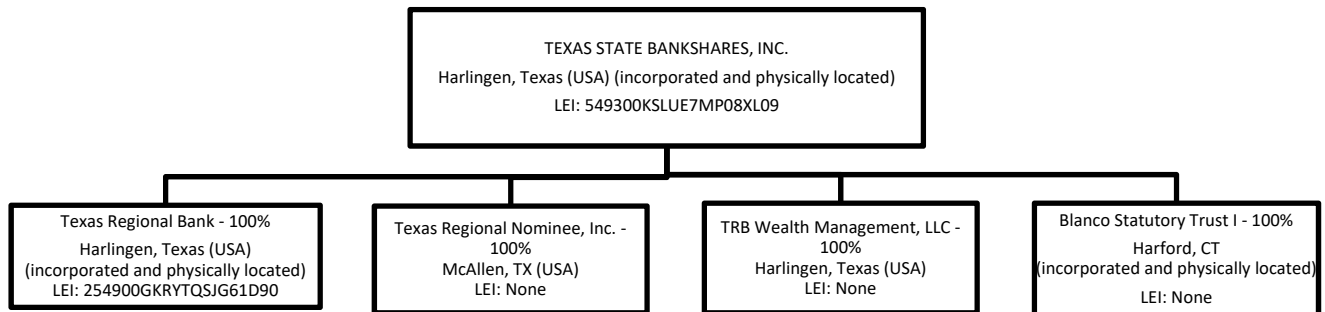 TEXAS STATE BANKSHARES, INC.
Harlingen, Texas (USA) (incorporated and physically located)
LEI: 549300KSLUE7MP08XL09
Texas Regional Bank - 100%
Harlingen, Texas (USA)
(incorporated and physically located)
LEI: 254900GKRYTQSJG61D90
Texas Regional Nominee, Inc. -
100%
McAllen, TX (USA)
LEI: None
TRB Wealth Management, LLC -
100%
Harlingen, Texas (USA)
LEI: None
Blanco Statutory Trust I - 100%
Harford, CT
(incorporated and physically located)
LEI: None